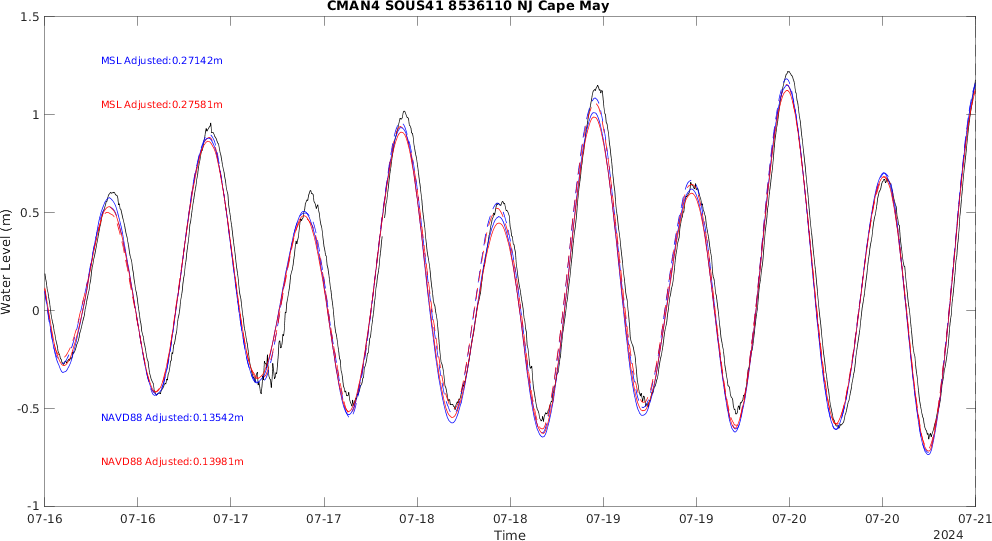 CMAN4 SOUS41 8536110 NJ Cape May
1.5
MSL Adjusted:0.27142m
MSL Adjusted:0.27581m
1
0.5
Water Level (m)
0
-0.5
NAVD88 Adjusted:0.13542m
NAVD88 Adjusted:0.13981m
-1
07-16 07-16 07-17 07-17 07-18 07-18 07-19 07-19 07-20 07-20 07-21
Time
2024